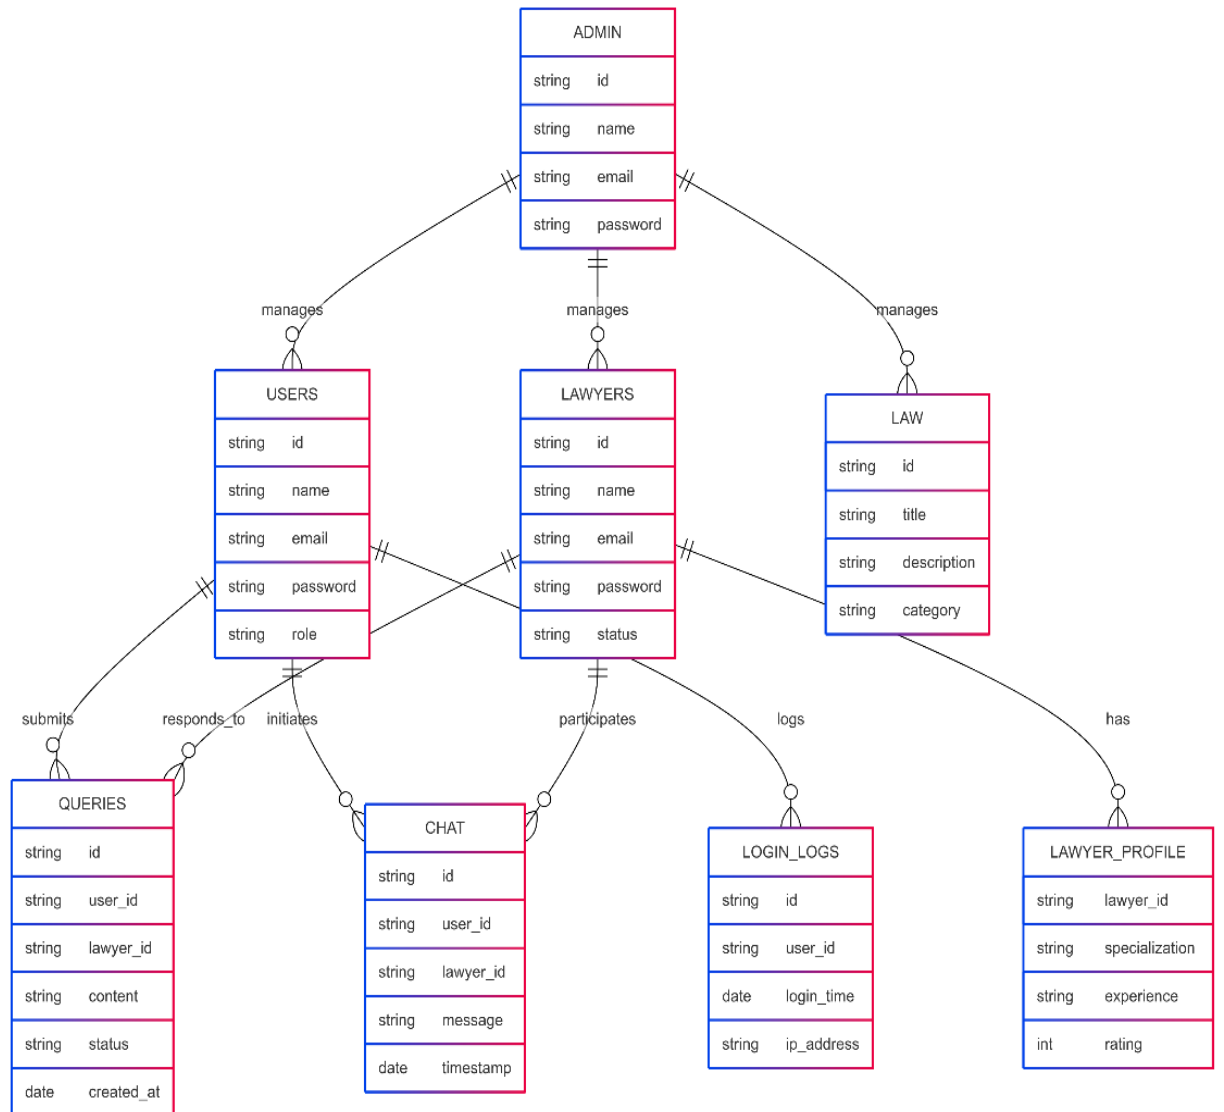 ADMIN
string id
string name
string email
string password
manages
manages
manages
USERS
string id
string name
string email
string password
string role
LAWYERS
string id
string name
string email
string password
string status
LAW
string id
string title
string description
string category
submits
responds_to
initiates
participates
logs
has
QUERIES
string id
string user_id
string lawyer_id
string content
string status
date created_at
CHAT
string id
string user_id
string lawyer_id
string message
date timestamp
LOGIN_LOGS
string id
string user_id
date login_time
string ip_address
LAWYER_PROFILE
string lawyer_id
string specialization
string experience
int rating